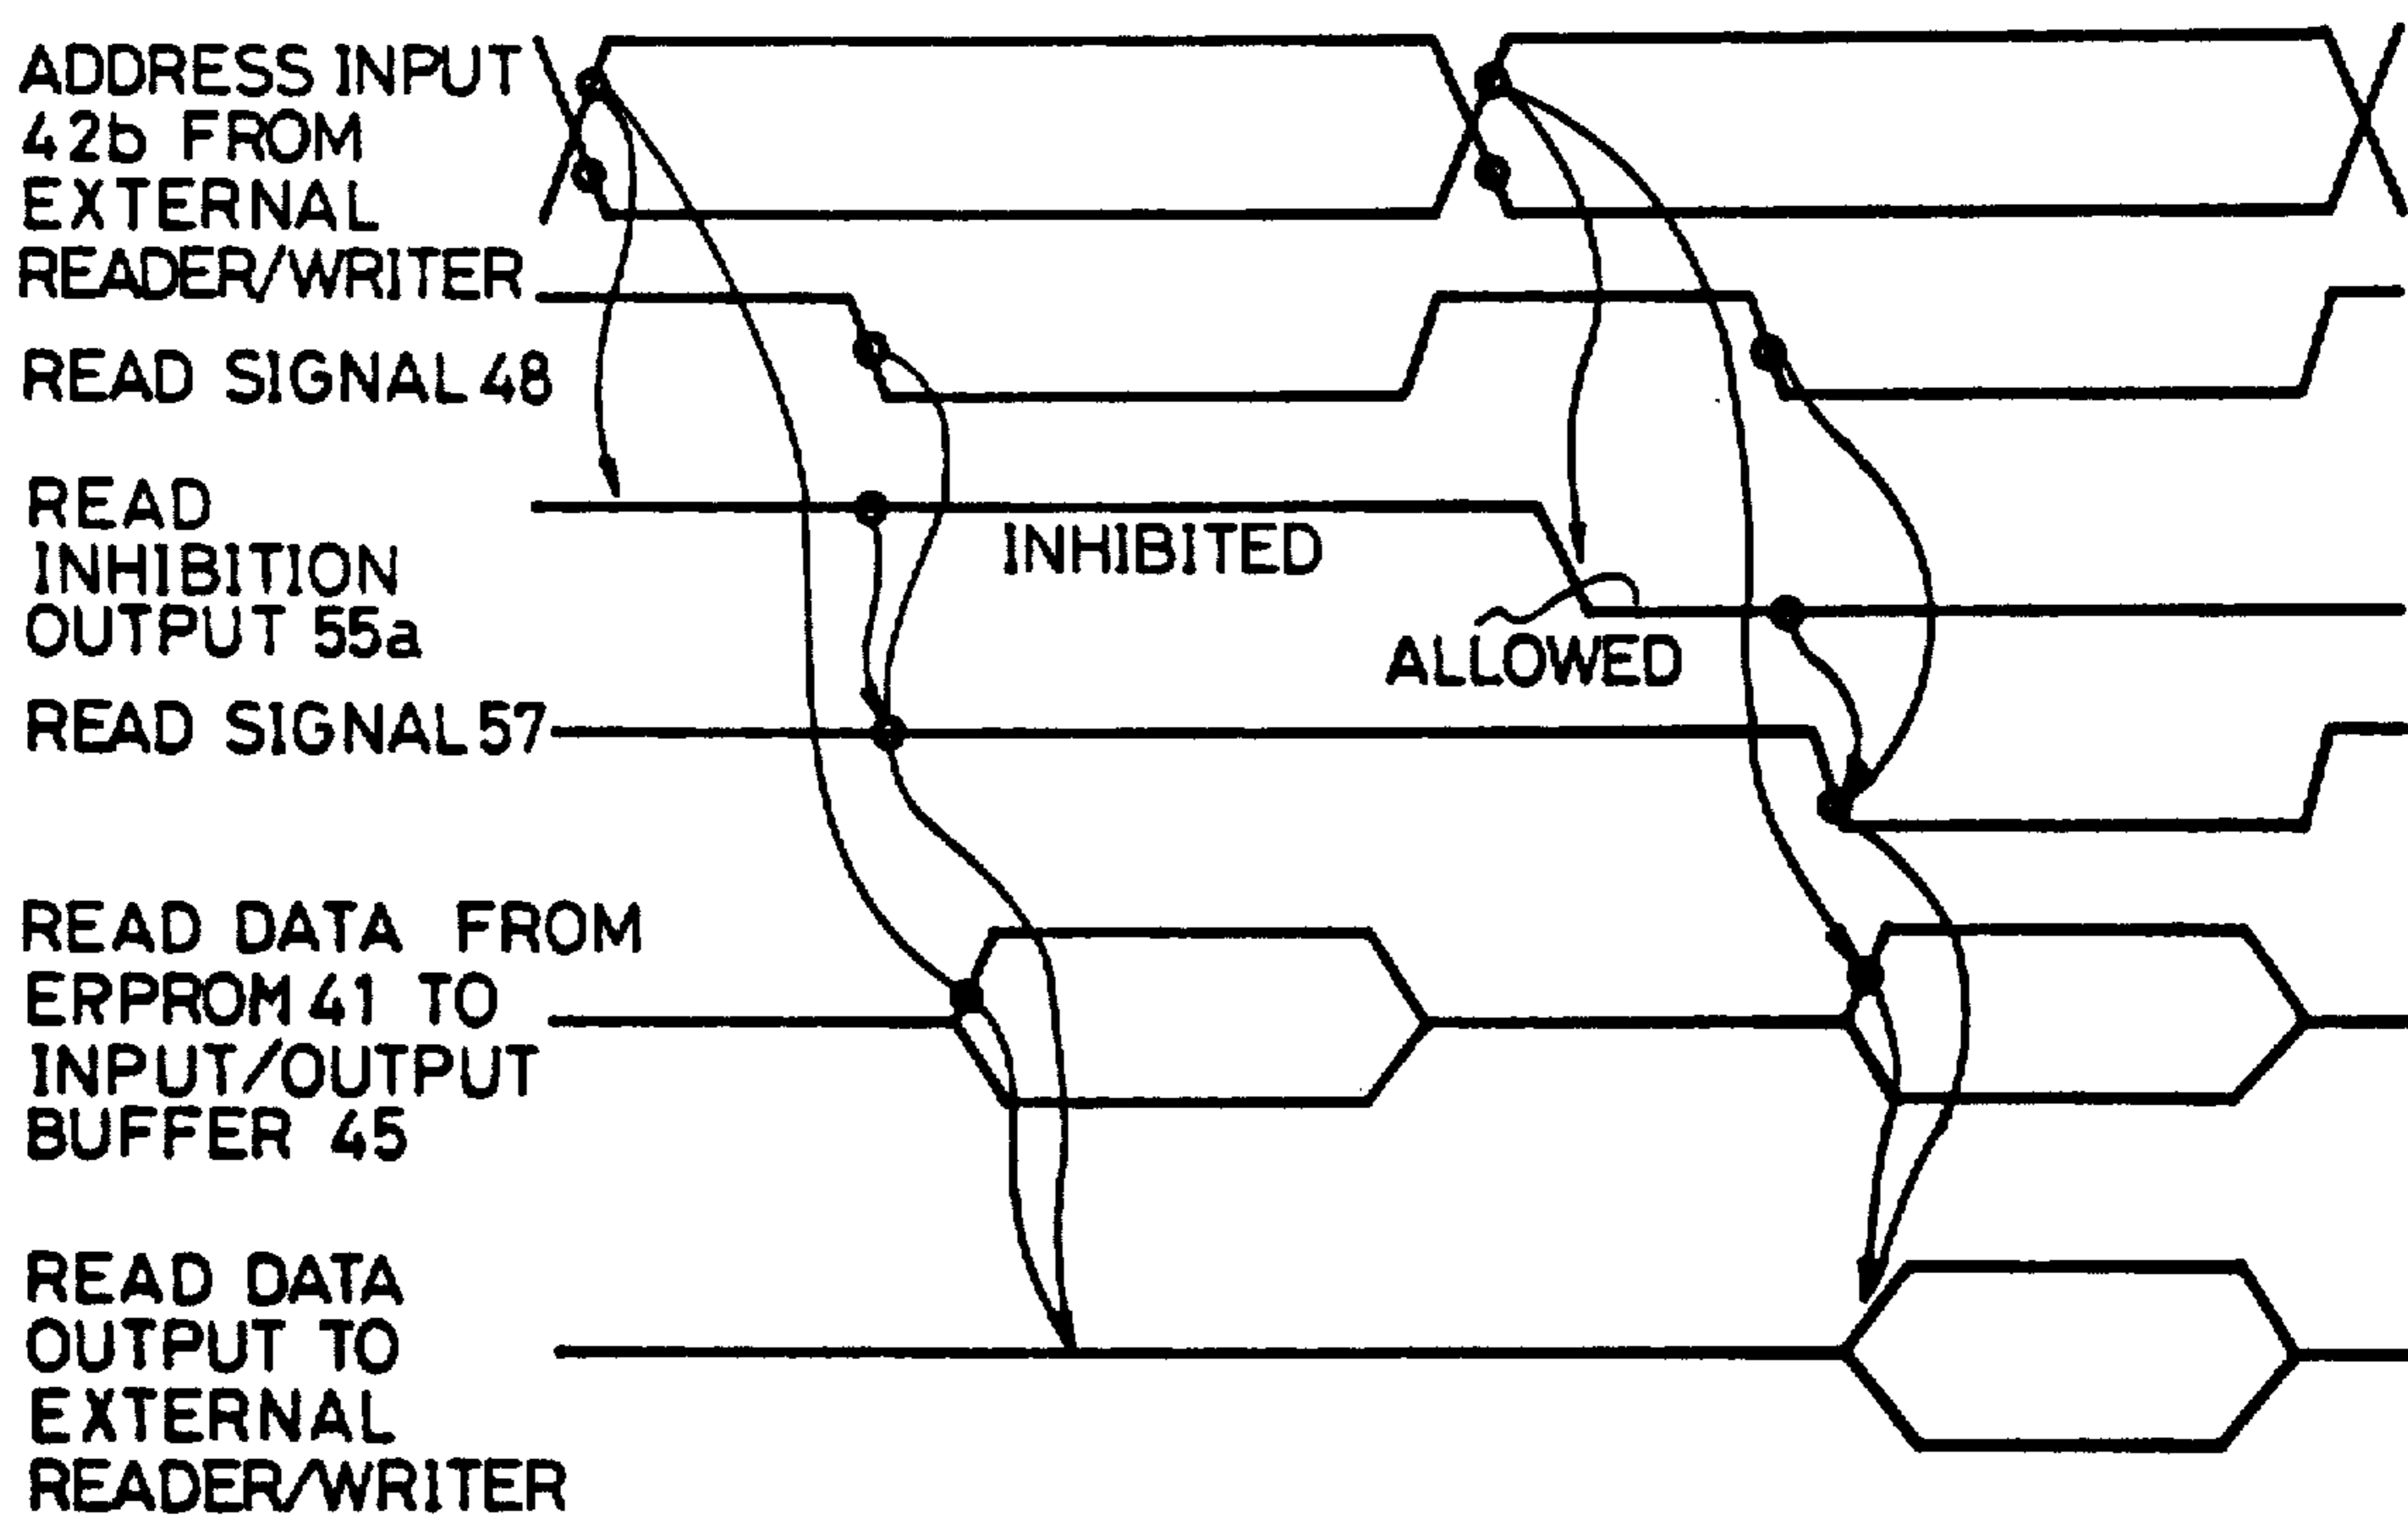 ADDRESS INPUT
42b FROM
EXTERNAL
READER/WRITER
READ SIGNAL 48
READ
INHIBITION
OUTPUT 55a
INHIBITED
ALLOWED
READ SIGNAL 57
READ DATA FROM
ERPROM 41 TO
INPUT/OUTPUT
BUFFER 45
READ DATA
OUTPUT TO
EXTERNAL
READER/WRITER